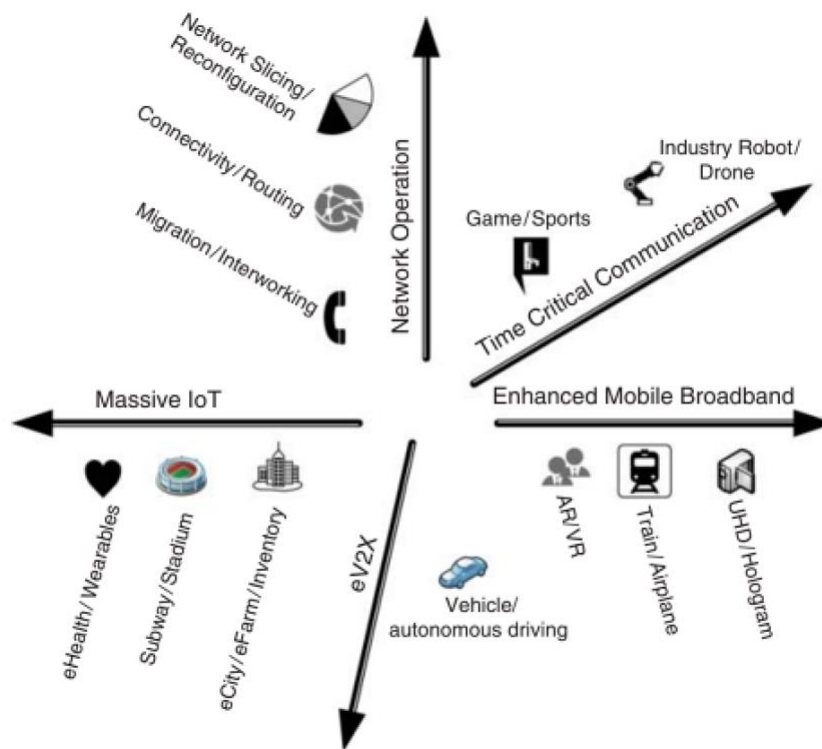 Network Slicing/
Reconfiguration
Connectivity/Routing
Migration/Interworking
Network Operation
Industry Robot/
Drone
Game/Sports
Time Critical Communication
Massive IoT
Enhanced Mobile Broadband
eHealth/Wearables
Subway/Stadium
eCity/eFarm/Inventory
eV2X
Vehicle/
autonomous driving
AR/VR
Train/Airplane
UHD/Hologram